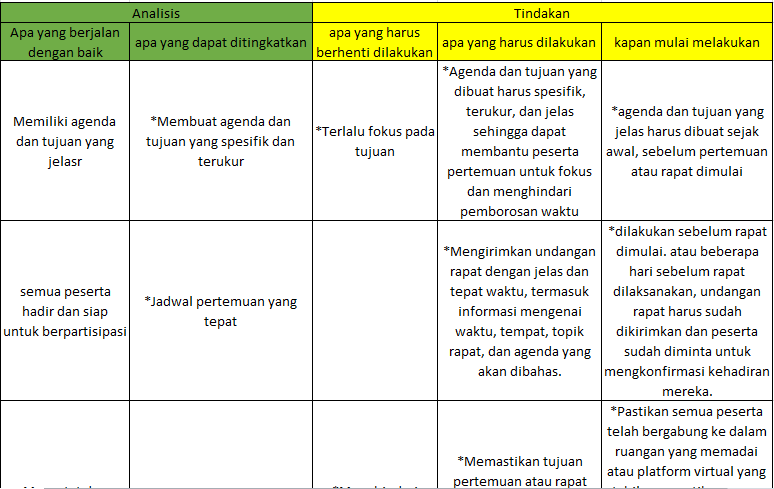 Analisis
Tindakan
Apa yang berjalan
dengan baik
apa yang dapat ditingkatkan
apa yang harus
berhenti dilakukan
apa yang harus dilakukan
kapan mulai melakukan
Memiliki agenda
dan tujuan yang
jelasr
*Membuat agenda dan
tujuan yang spesifik dan
terukur
*Terlalu fokus pada
tujuan
*Agenda dan tujuan yang
dibuat harus spesifik,
terukur, dan jelas
sehingga dapat
membantu peserta
pertemuan untuk fokus
dan menghindari
pemborosan waktu
*agenda dan tujuan yang
jelas harus dibuat sejak
awal, sebelum pertemuan
atau rapat dimulai
semua peserta
hadir dan siap
untuk berpartisipasi
*Jadwal pertemuan yang
tepat
*Mengirimkan undangan
rapat dengan jelas dan
tepat waktu, termasuk
informasi mengenai
waktu, tempat, topik
rapat, dan agenda yang
akan dibahas.
*dilakukan sebelum rapat
dimulai. atau beberapa
hari sebelum rapat
dilaksanakan, undangan
rapat harus sudah
dikirimkan dan peserta
sudah diminta untuk
mengkonfirmasi kehadiran
mereka.
*Memastikan tujuan
pertemuan atau rapat
*Pastikan semua peserta
telah bergabung ke dalam
ruangan yang memadai
atau platform virtual yang